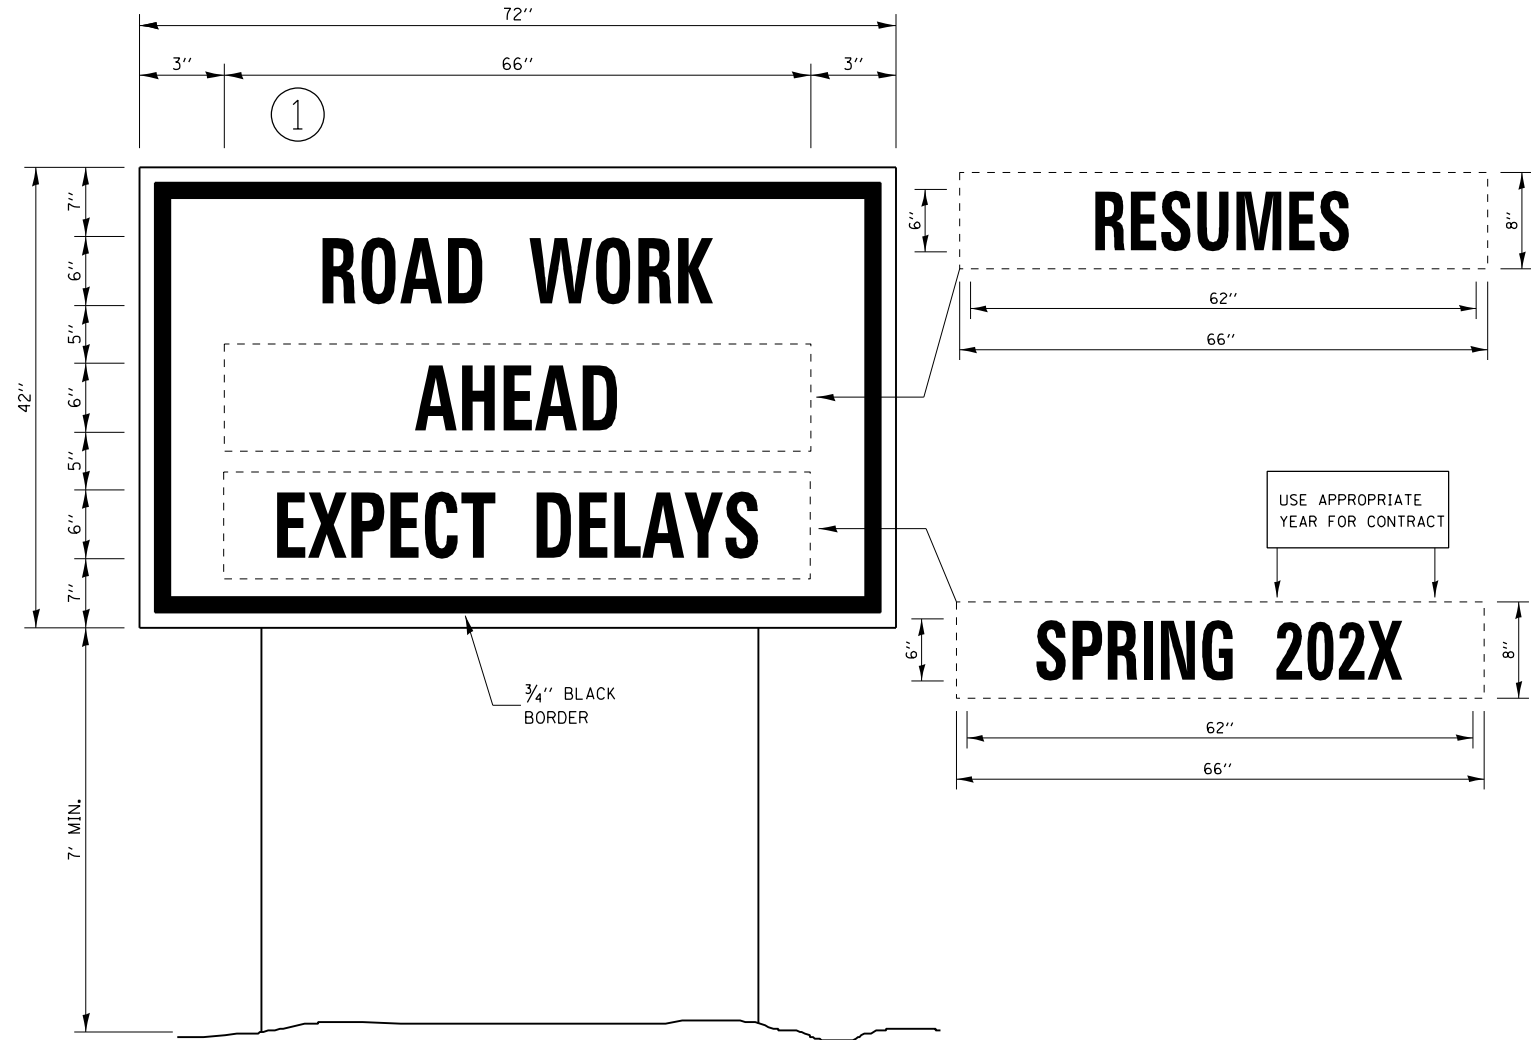 72''
3'' 66'' 3''
1
7''
6''
5''
6''
5''
6''
7''
42''
7' MIN.
ROAD WORK
AHEAD
EXPECT DELAYS
3/4'' BLACK
BORDER
RESUMES
6''
8''
62''
66''
USE APPROPRIATE
YEAR FOR CONTRACT
SPRING 202X
6''
8''
62''
66''